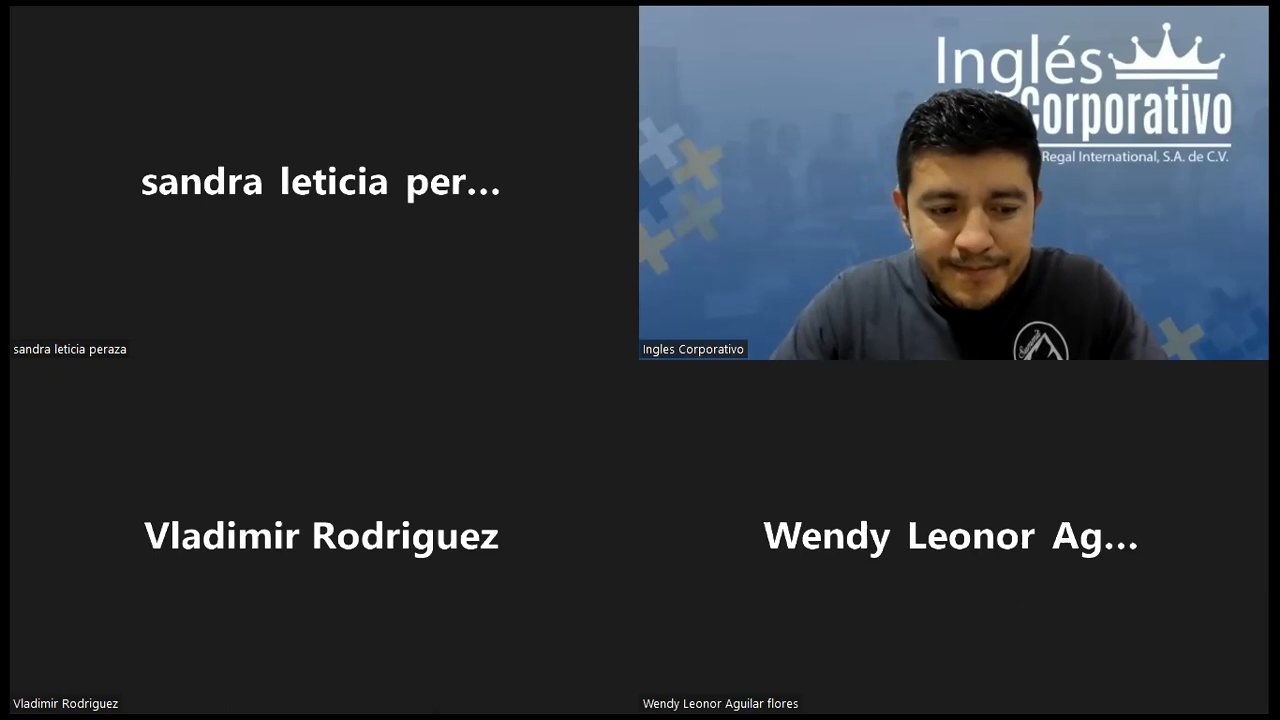 sandra leticia per...
sandra leticia peraza
Inglés
Corporativo
Regal International, S.A. de C.V.
Summit
Ingles Corporativo
Vladimir Rodriguez
Vladimir Rodriguez
Wendy Leonor Ag...
Wendy Leonor Aguilar flores